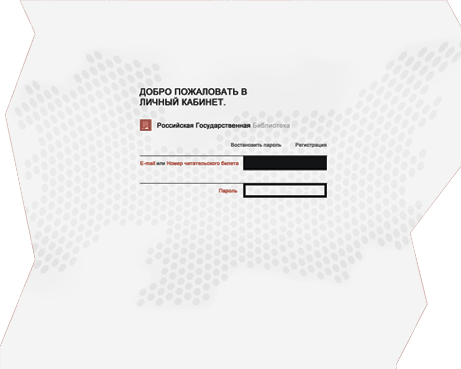 ДОБРО ПОЖАЛОВАТЬ В
ЛИЧНЫЙ КАБИНЕТ.
Российская Государственная Библиотека
Востановить пароль Регистрация
E-mail или Номер читательского билета
Пароль